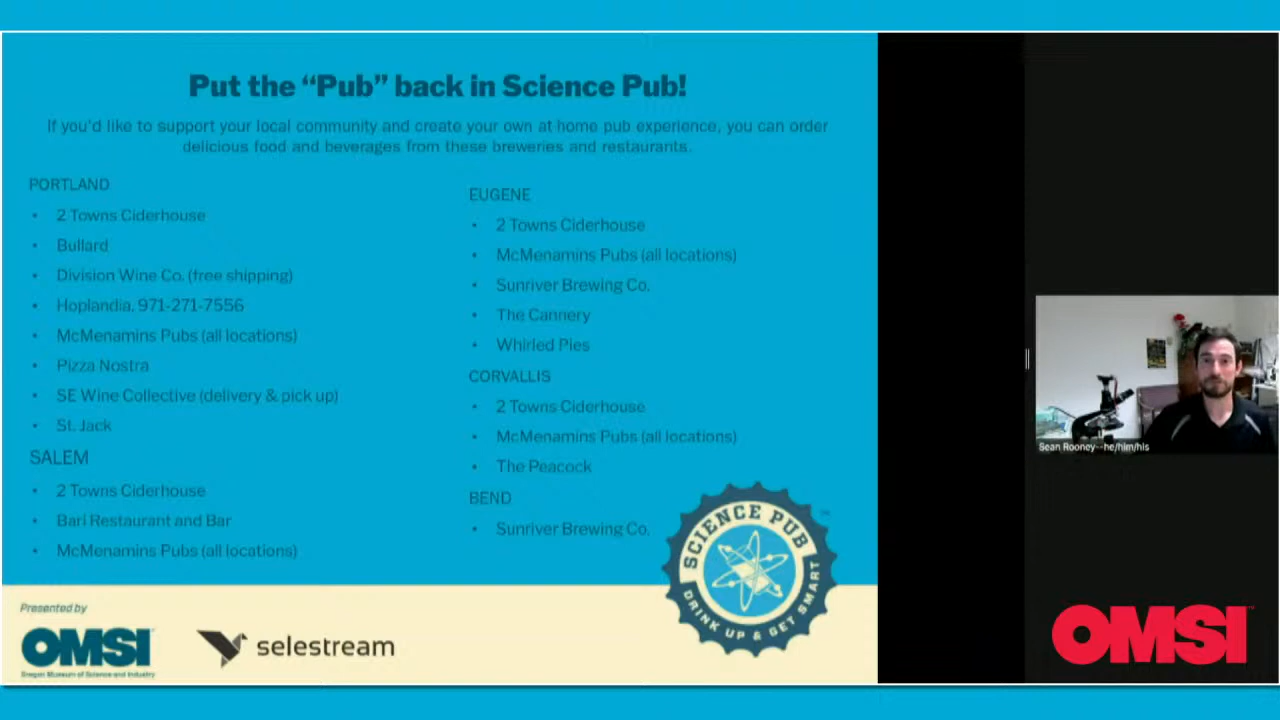 Put the “Pub” back in Science Pub!
If you'd like to support your local community and create your own at-home pub experience, you can order
delicious food and beverages from these breweries and restaurants.
PORTLAND
• 2 Towns Ciderhouse
• Bullard
• Division Wine Co. (free shipping)
• Hoplandia, 971-271-7556
• McMenamins Pubs (all locations)
• Pizza Nostra
• SE Wine Collective (delivery & pick up)
• St. Jack
SALEM
• 2 Towns Ciderhouse
• Bari Restaurant and Bar
• McMenamins Pubs (all locations)
EUGENE
• 2 Towns Ciderhouse
• McMenamins Pubs (all locations)
• Sunriver Brewing Co.
• The Cannery
• Whirled Pies
CORVALLIS
• 2 Towns Ciderhouse
• McMenamins Pubs (all locations)
• The Peacock
BEND
• Sunriver Brewing Co.
SCIENCE PUB
DRINK UP & GET SMART
Presented by
OMSI
Oregon Museum of Science and Industry
selestream
Sean Rooney--he/him/his
OMSI